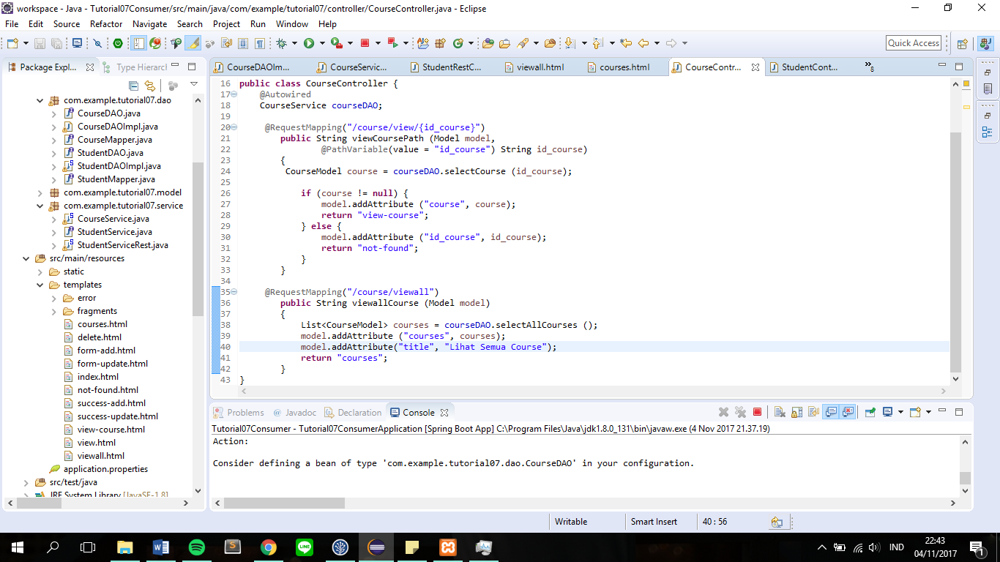 workspace - Java - Tutorial07Consumer/src/main/java/com/example/tutorial07/controller/CourseController.java - Eclipse
File Edit Source Refactor Navigate Search Project Run Window Help
Quick Access
Package Expl... Type Hierarcl
CourseDAOIm... CourseServic... StudentRestC... viewall.html courses.html CourseContr... StudentCont... »8
com.example.tutorial07.dao
CourseDAO.java
CourseDAOImpl.java
CourseMapper.java
StudentDAO.java
StudentDAOImpl.java
StudentMapper.java
com.example.tutorial07.model
com.example.tutorial07.service
CourseService.java
StudentService.java
StudentServiceRest.java
src/main/resources
static
templates
error
fragments
courses.html
delete.html
form-add.html
form-update.html
index.html
not-found.html
success-add.html
success-update.html
view-course.html
view.html
viewall.html
application.properties
src/test/java
JRE System Library [JavaSE-1.8]
16 public class CourseController {
17 @Autowired
18 CourseService courseDAO;
19
20 @RequestMapping("/course/view/{id_course}")
21 public String viewCoursePath (Model model,
22 @PathVariable(value = "id_course") String id_course)
23 {
24 CourseModel course = courseDAO.selectCourse (id_course);
25
26 if (course != null) {
27 model.addAttribute ("course", course);
28 return "view-course";
29 } else {
30 model.addAttribute ("id_course", id_course);
31 return "not-found";
32 }
33 }
34
35 @RequestMapping("/course/viewall")
36 public String viewallCourse (Model model)
37 {
38 List<CourseModel> courses = courseDAO.selectAllCourses ();
39 model.addAttribute ("courses", courses);
40 model.addAttribute("title", "Lihat Semua Course");
41 return "courses";
42 }
43 }
Problems @ Javadoc Declaration Console
Tutorial07Consumer - Tutorial07ConsumerApplication [Spring Boot App] C:\Program Files\Java\jdk1.8.0_131\bin\javaw.exe (4 Nov 2017 21.37.19)
Action:
Consider defining a bean of type 'com.example.tutorial07.dao.CourseDAO' in your configuration.
Writable Smart Insert 40 : 56
IND
22:43
04/11/2017
1